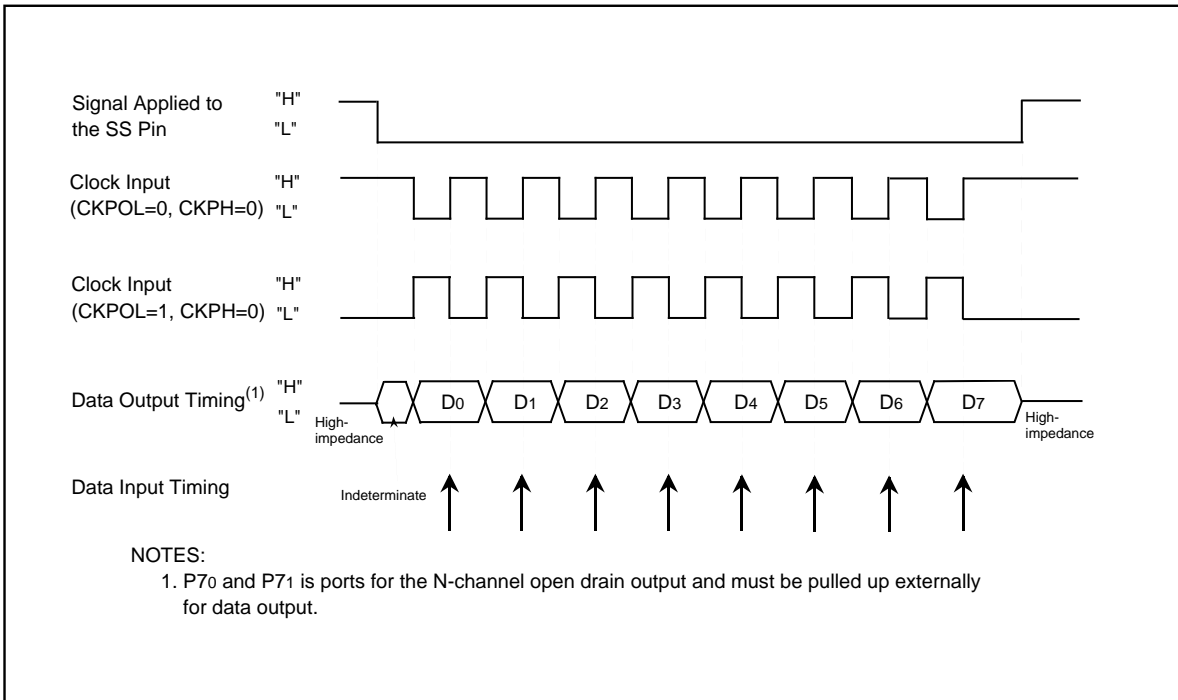 Signal Applied to "H"
the SS Pin "L"
Clock Input "H"
(CKPOL=0, CKPH=0) "L"
Clock Input "H"
(CKPOL=1, CKPH=0) "L"
Data Output Timing(1) "H"
"L"
High-
impedance
D0 D1 D2 D3 D4 D5 D6 D7
High-
impedance
Data Input Timing
Indeterminate
NOTES:
1. P70 and P71 is ports for the N-channel open drain output and must be pulled up externally
for data output.